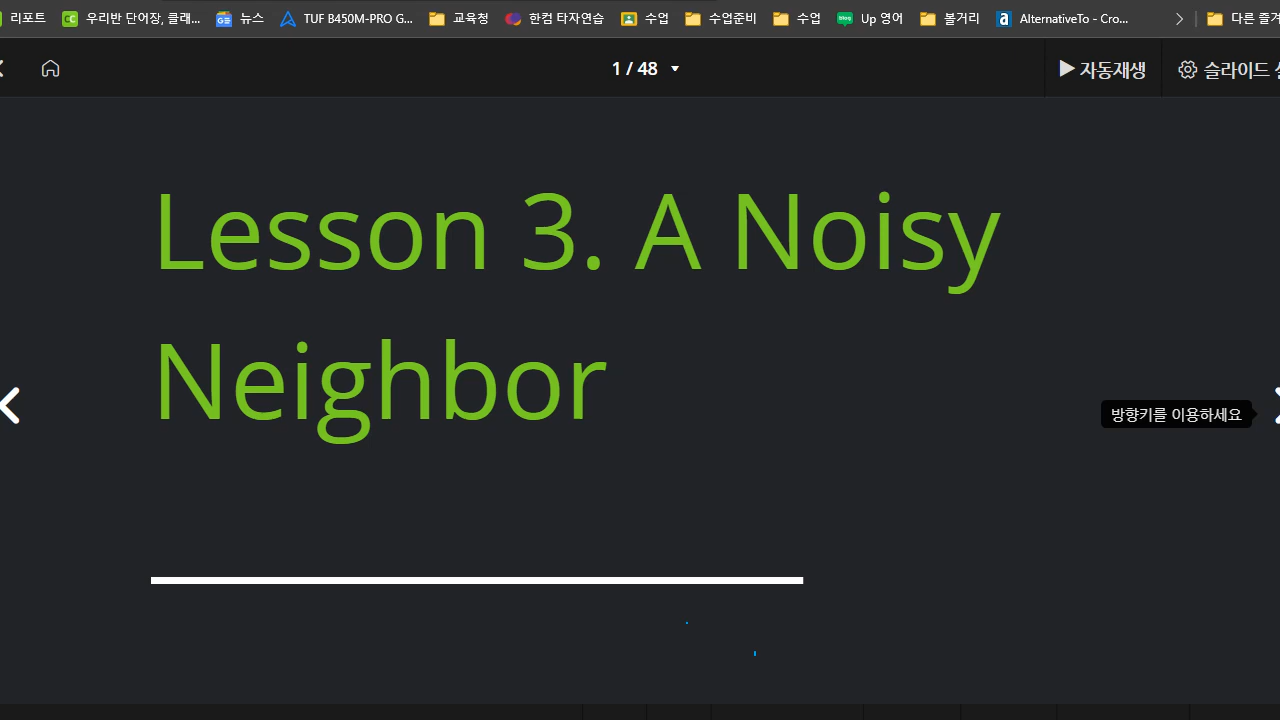 리포트 우리반 단어장, 클래... 뉴스 TUF B450M-PRO G... 교육청 한컴 타자연습 수업 수업준비 수업 Up 영어 볼거리 AlternativeTo - Cro... 다른 즐겨
1 / 48 자동재생 슬라이드
Lesson 3. A Noisy
Neighbor
방향키를 이용하세요